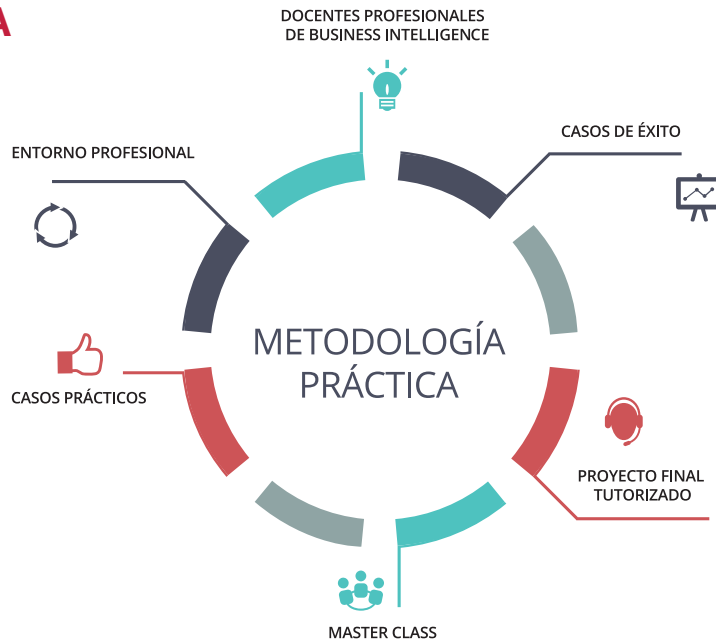 A
DOCENTES PROFESIONALES
DE BUSINESS INTELLIGENCE
CASOS DE ÉXITO
ENTORNO PROFESIONAL
METODOLOGÍA
PRÁCTICA
CASOS PRÁCTICOS
PROYECTO FINAL
TUTORIZADO
MASTER CLASS